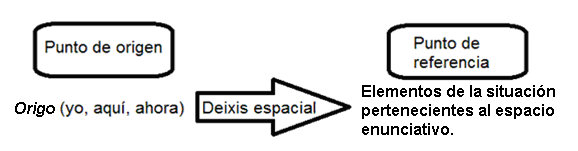 Punto de origen
Punto de
referencia
Origo (yo, aquí, ahora)
Deixis espacial
Elementos de la situación
pertenecientes al espacio
enunciativo.